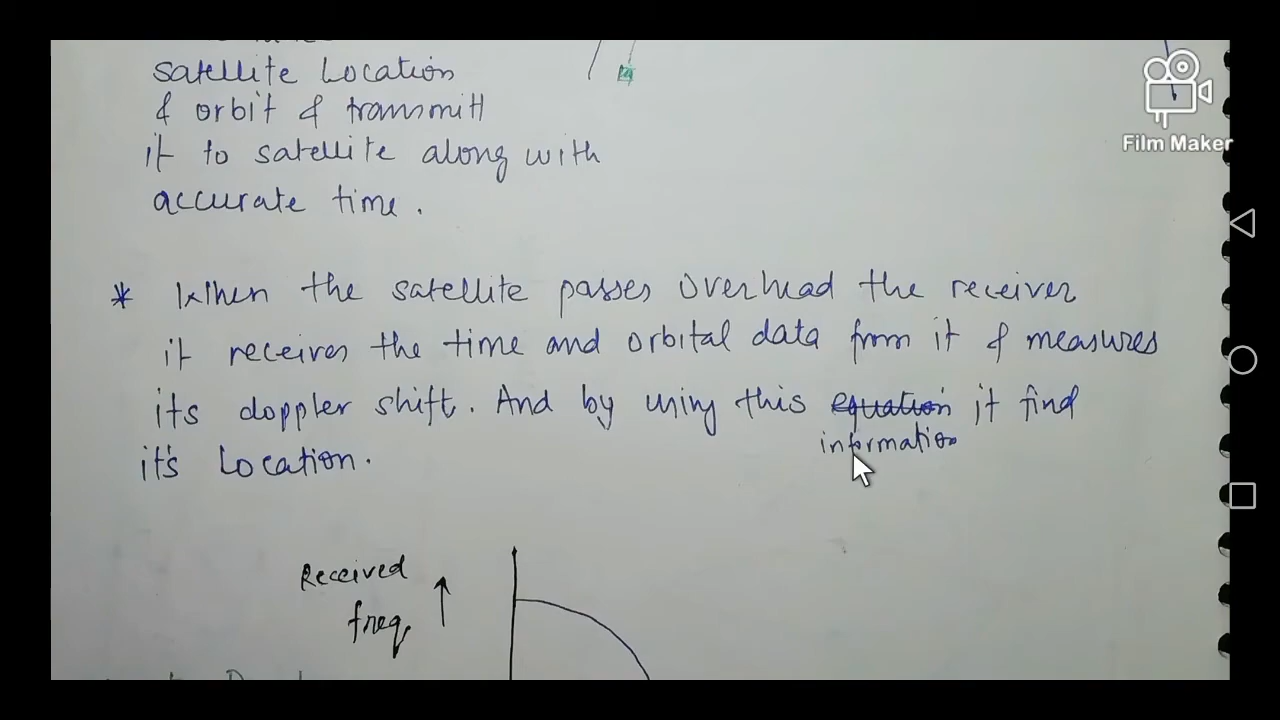 satellite Location
& orbit & transmitt
it to satellite along with
accurate time.
Film Maker
* When the satellite passes overhead the receiver
it receives the time and orbital data from it & measures
its doppler shift. And by using this equation it find
information
it's Location.
Received
freq.